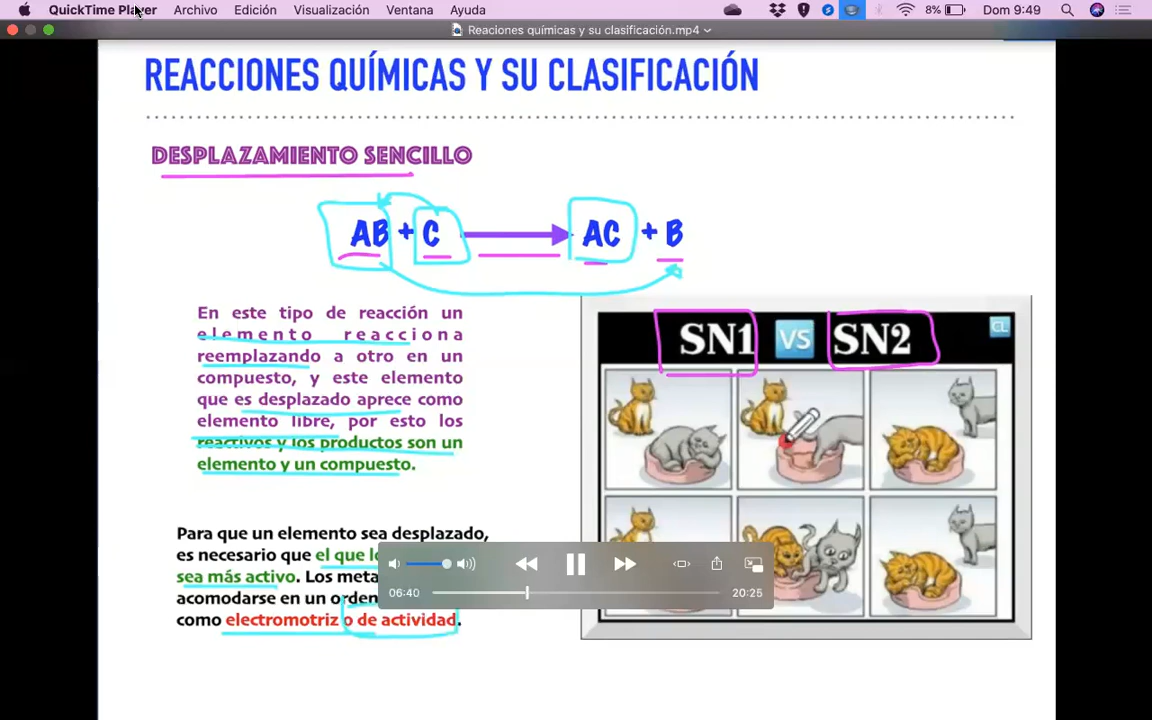 QuickTime Player Archivo Edición Visualización Ventana Ayuda 8% Dom 9:49
Reaciones químicas y su clasificación.mp4
REACCIONES QUÍMICAS Y SU CLASIFICACIÓN
DESPLAZAMIENTO SENCILLO
AB + C AC + B
En este tipo de reacción un
elemento reacciona
reemplazando a otro en un
compuesto, y este elemento
que es desplazado aprece como
elemento libre, por esto los
reactivos y los productos son un
elemento y un compuesto.
SN1 VS SN2 CL
Para que un elemento sea desplazado,
es necesario que el que
sea más activo. Los
acomodarse en un orden
como electromotriz o de actividad.
06:40 20:25